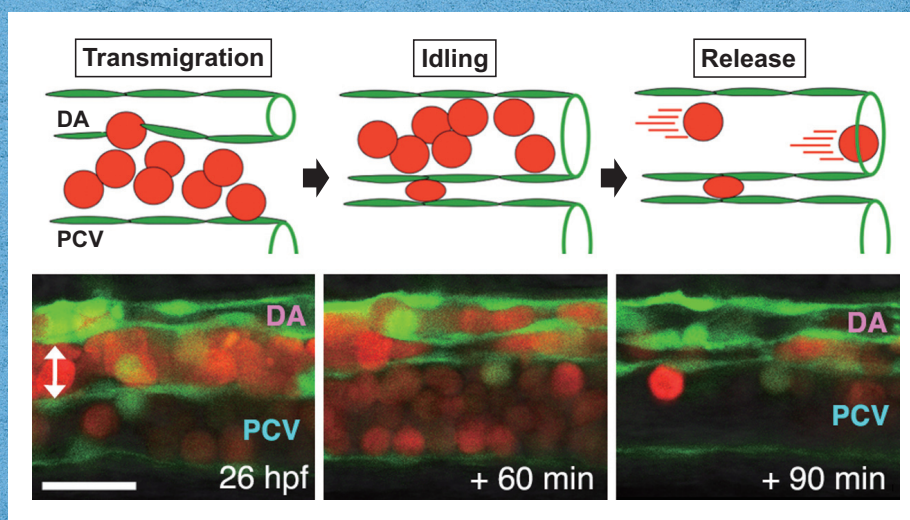 Transmigration
Idling
Release
DA
PCV
DA
PCV
26 hpf
+ 60 min
DA
PCV
+ 90 min